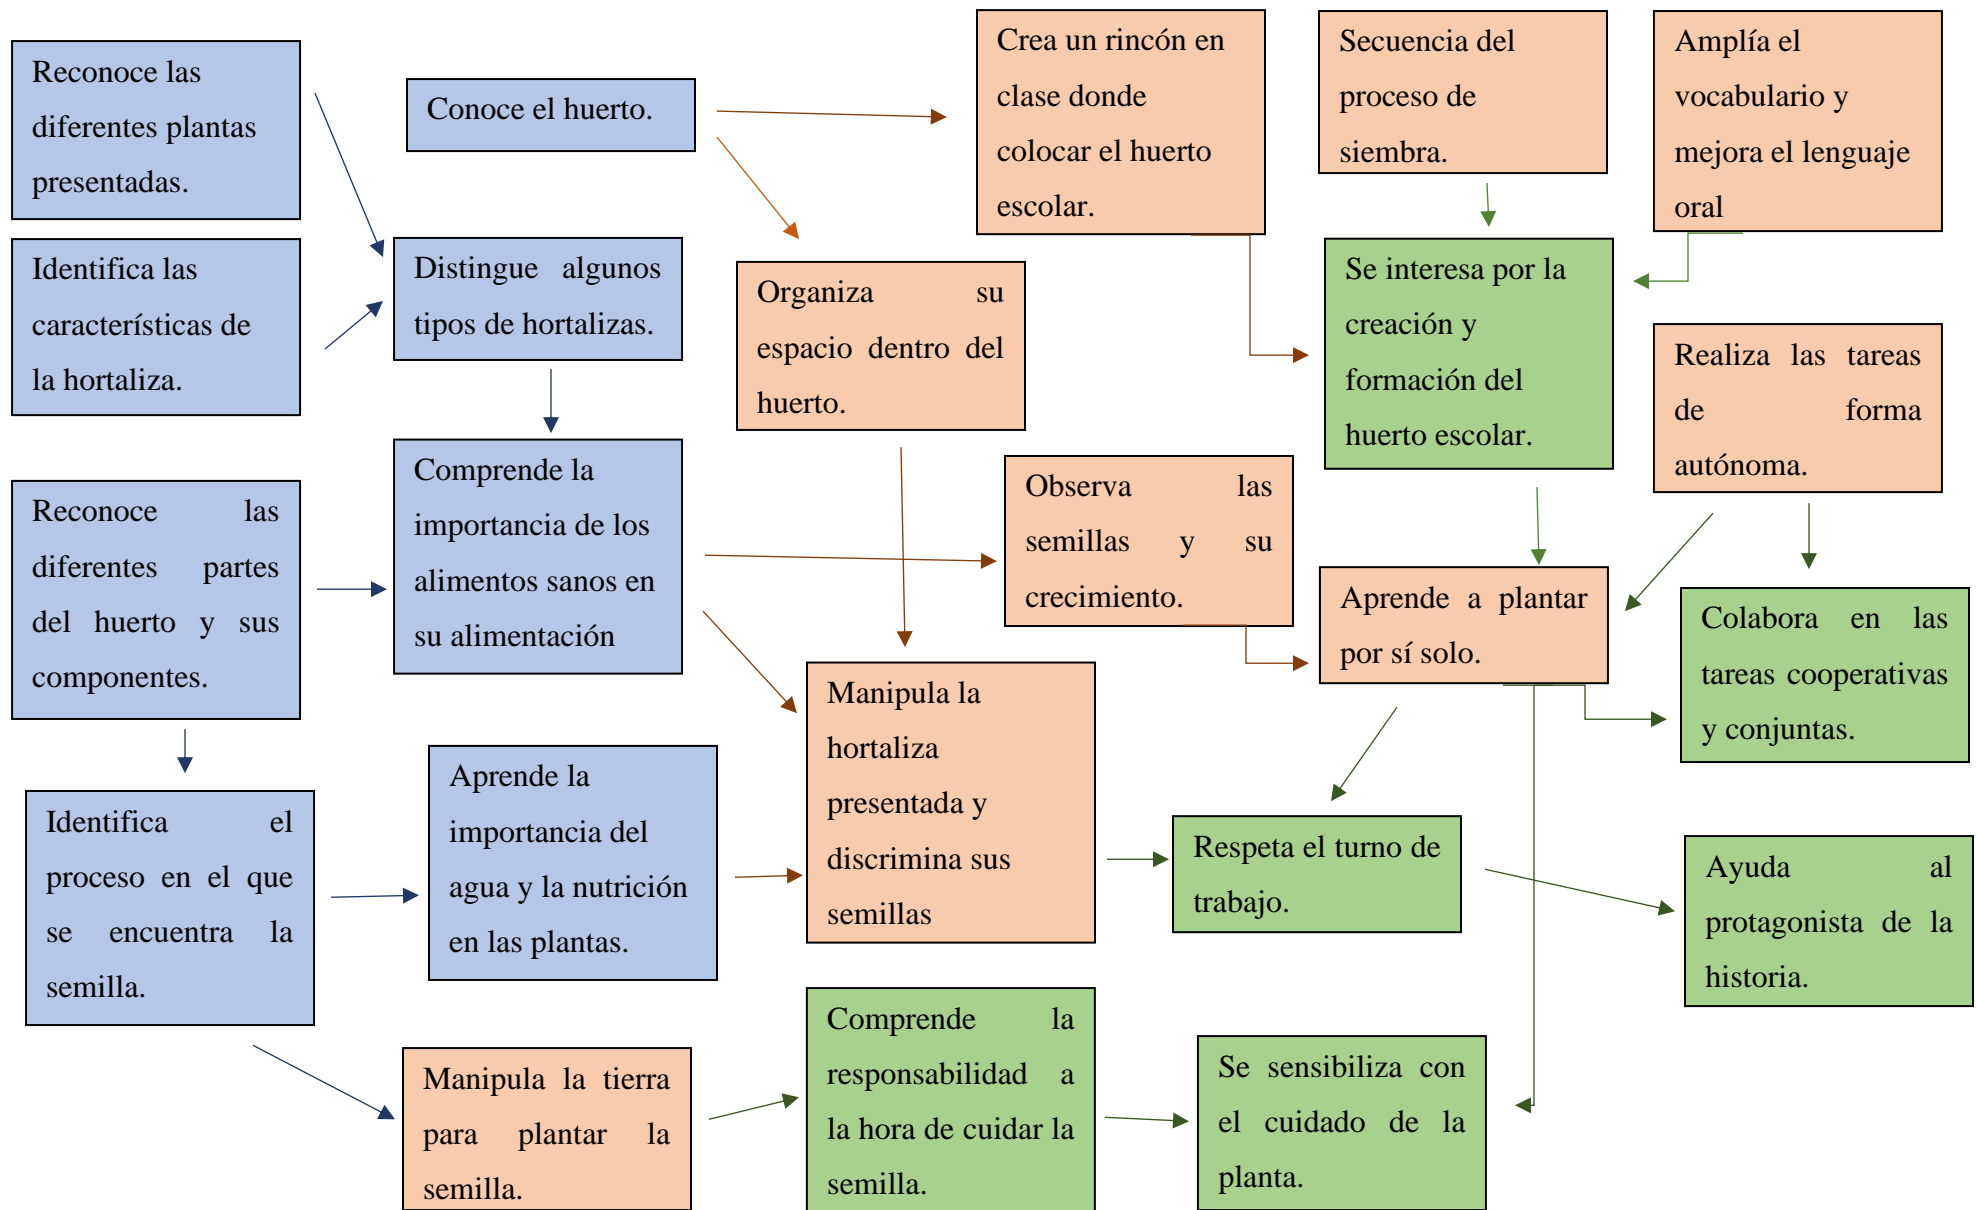 Reconoce las
diferentes plantas
presentadas.
Conoce el huerto.
Crea un rincón en
clase donde
colocar el huerto
escolar.
Secuencia del
proceso de
siembra.
Amplía el
vocabulario y
mejora el lenguaje
oral
Identifica las
características de
la hortaliza.
Distingue algunos
tipos de hortalizas.
Organiza su
espacio dentro del
huerto.
Se interesa por la
creación y
formación del
huerto escolar.
Realiza las tareas
de forma
autónoma.
Reconoce las
diferentes partes
del huerto y sus
componentes.
Comprende la
importancia de los
alimentos sanos en
su alimentación
Observa las
semillas y su
crecimiento.
Aprende a plantar
por sí solo.
Colabora en las
tareas cooperativas
y conjuntas.
Identifica el
proceso en el que
se encuentra la
semilla.
Aprende la
importancia del
agua y la nutrición
en las plantas.
Manipula la
hortaliza
presentada y
discrimina sus
semillas
Respeta el turno de
trabajo.
Ayuda al
protagonista de la
historia.
Manipula la tierra
para plantar la
semilla.
Comprende la
responsabilidad a
la hora de cuidar la
semilla.
Se sensibiliza con
el cuidado de la
planta.